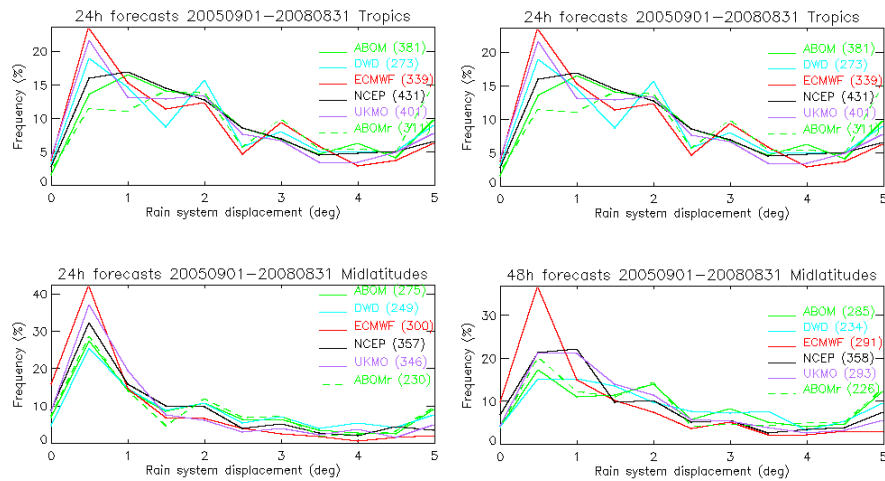 24h forecasts 20050901-20080831 Tropics
Frequency (%)
20
15
10
5
0
ABOM (381)
DWD (273)
ECMWF (339)
NCEP (431)
UKMO (401)
ABOMr (311)
0 1 2 3 4 5
Rain system displacement (deg)
24h forecasts 20050901-20080831 Tropics
Frequency (%)
20
15
10
5
0
ABOM (381)
DWD (273)
ECMWF (339)
NCEP (431)
UKMO (401)
ABOMr (311)
0 1 2 3 4 5
Rain system displacement (deg)
24h forecasts 20050901-20080831 Midlatitudes
Frequency (%)
40
30
20
10
0
ABOM (275)
DWD (249)
ECMWF (300)
NCEP (357)
UKMO (346)
ABOMr (230)
0 1 2 3 4 5
Rain system displacement (deg)
48h forecasts 20050901-20080831 Midlatitudes
Frequency (%)
30
20
10
0
ABOM (285)
DWD (234)
ECMWF (291)
NCEP (358)
UKMO (293)
ABOMr (226)
0 1 2 3 4 5
Rain system displacement (deg)